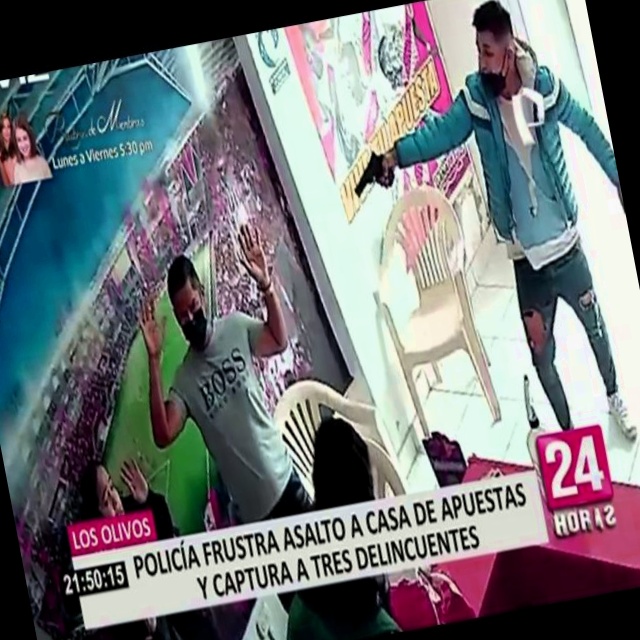 Lunes a Viernes 5:30 pm
APUESTA
BOSS
LOS OLIVOS
21:50:15
POLICÍA FRUSTRA ASALTO A CASA DE APUESTAS
Y CAPTURA A TRES DELINCUENTES
24
HORAS